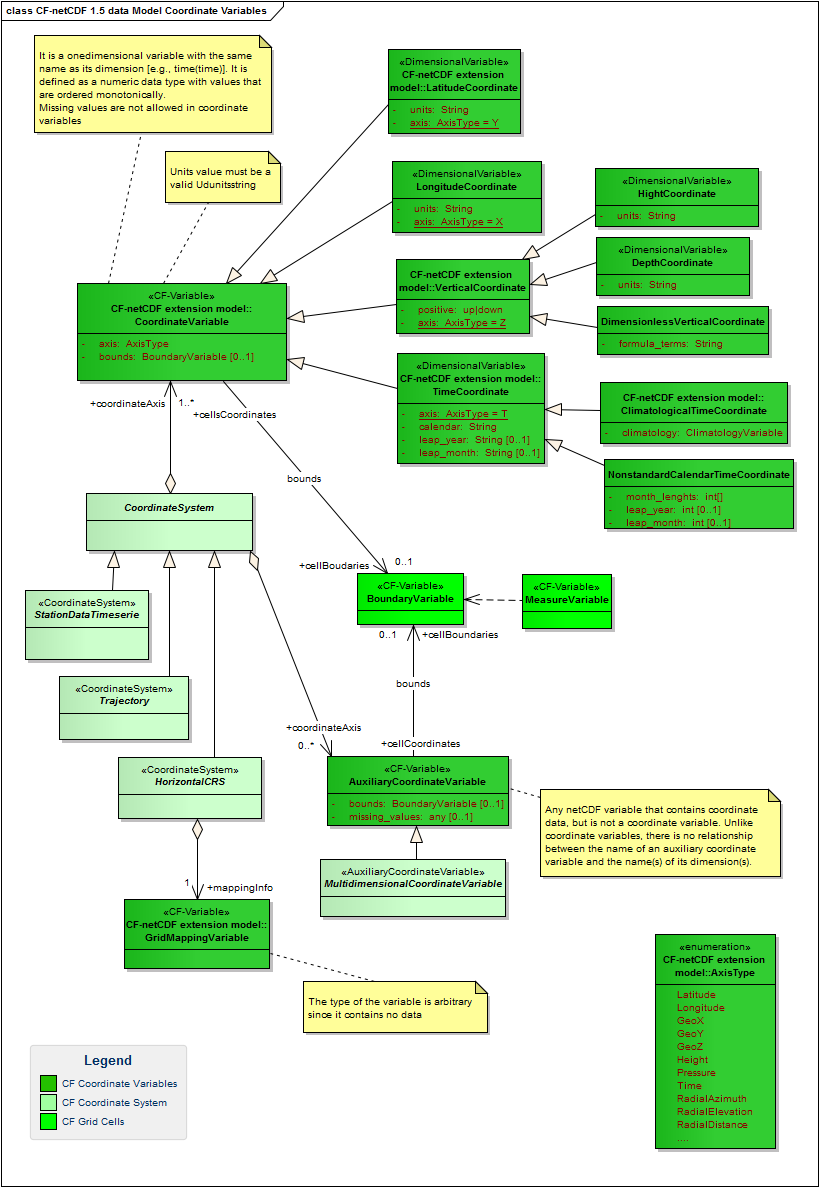 class CF-netCDF 1.5 data Model Coordinate Variables
It is a onedimensional variable with the same
name as its dimension [e.g., time(time)]. It is
defined as a numeric data type with values that
are ordered monotonically.
Missing values are not allowed in coordinate
variables
Units value must be a
valid Udunitsstring
«DimensionalVariable»
CF-netCDF extension
model::LatitudeCoordinate
- units: String
- axis: AxisType = Y
«DimensionalVariable»
LongitudeCoordinate
- units: String
- axis: AxisType = X
«DimensionalVariable»
HightCoordinate
- units: String
CF-netCDF extension
model::VerticalCoordinate
- positive: up|down
- axis: AxisType = Z
«DimensionalVariable»
DepthCoordinate
- units: String
DimensionlessVerticalCoordinate
- formula_terms: String
«CF-Variable»
CF-netCDF extension model::
CoordinateVariable
- axis: AxisType
- bounds: BoundaryVariable [0..1]
«DimensionalVariable»
CF-netCDF extension model::
TimeCoordinate
- axis: AxisType = T
- calendar: String
- leap_year: String [0..1]
- leap_month: String [0..1]
CF-netCDF extension model::
ClimatologicalTimeCoordinate
- climatology: ClimatologyVariable
NonstandardCalendarTimeCoordinate
- month_lenghts: int[]
- leap_year: int [0..1]
- leap_month: int [0..1]
+coordinateAxis
1..*
+cellsCoordinates
bounds
+cellBoudaries
0..1
CoordinateSystem
«CF-Variable»
BoundaryVariable
«CF-Variable»
MeasureVariable
0..1
+cellBoundaries
bounds
+cellCoordinates
«CoordinateSystem»
StationDataTimeserie
«CoordinateSystem»
Trajectory
«CoordinateSystem»
HorizontalCRS
+coordinateAxis
0..*
«CF-Variable»
AuxiliaryCoordinateVariable
- bounds: BoundaryVariable [0..1]
- missing_values: any [0..1]
Any netCDF variable that contains coordinate
data, but is not a coordinate variable. Unlike
coordinate variables, there is no relationship
between the name of an auxiliary coordinate
variable and the name(s) of its dimension(s).
«AuxiliaryCoordinateVariable»
MultidimensionalCoordinateVariable
1
+mappingInfo
«CF-Variable»
CF-netCDF extension model::
GridMappingVariable
The type of the variable is arbitrary
since it contains no data
«enumeration»
CF-netCDF extension
model::AxisType
Latitude
Longitude
GeoX
GeoY
GeoZ
Height
Pressure
Time
RadialAzimuth
RadialElevation
RadialDistance
....
Legend
CF Coordinate Variables
CF Coordinate System
CF Grid Cells